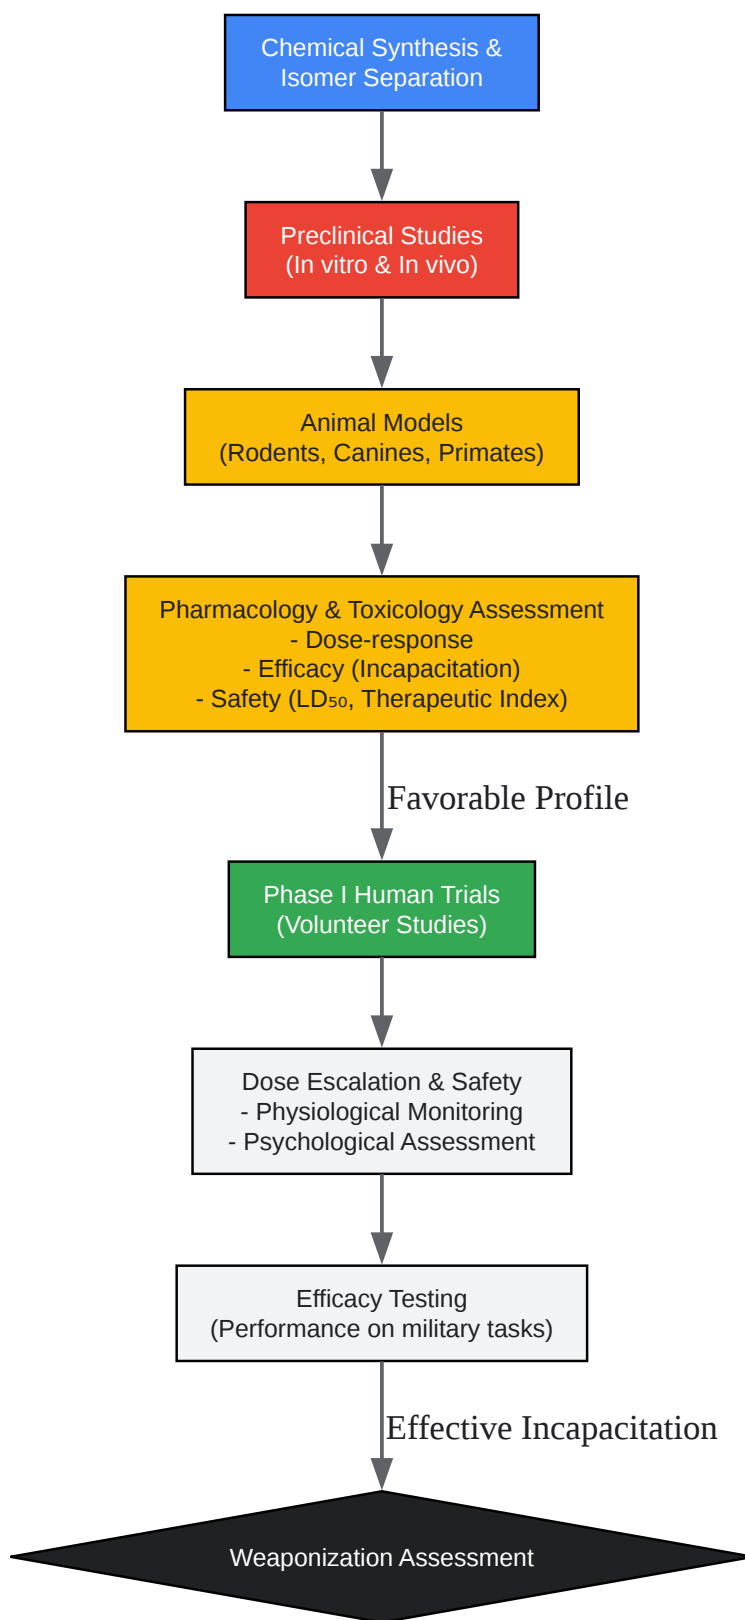 Chemical Synthesis &
Isomer Separation
Preclinical Studies
(In vitro & In vivo)
Animal Models
(Rodents, Canines, Primates)
Pharmacology & Toxicology Assessment
- Dose-response
- Efficacy (Incapacitation)
- Safety (LD₅₀, Therapeutic Index)
Favorable Profile
Phase I Human Trials
(Volunteer Studies)
Dose Escalation & Safety
- Physiological Monitoring
- Psychological Assessment
Efficacy Testing
(Performance on military tasks)
Effective Incapacitation
Weaponization Assessment